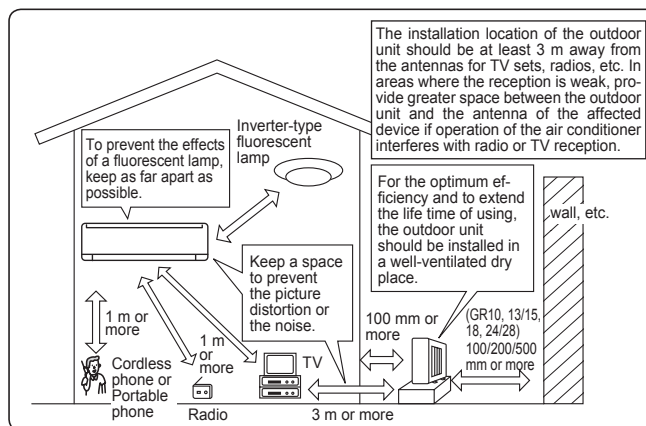 The installation location of the outdoor
unit should be at least 3 m away from
the antennas for TV sets, radios, etc. In
areas where the reception is weak, pro-
vide greater space between the outdoor
unit and the antenna of the affected
device if operation of the air conditioner
interferes with radio or TV reception.
To prevent the effects
of a fluorescent lamp,
keep as far apart as
possible.
Inverter-type
fluorescent
lamp
For the optimum ef-
ficiency and to extend
the life time of using,
the outdoor unit
should be installed in
a well-ventilated dry
place.
wall, etc.
Keep a space
to prevent
the picture
distortion or
the noise.
1 m or
more
1 m
or
more
100 mm or
more
(GR10, 13/15,
18, 24/28)
100/200/500
mm or more
Cordless
phone or
Portable
phone
Radio
TV
3 m or more